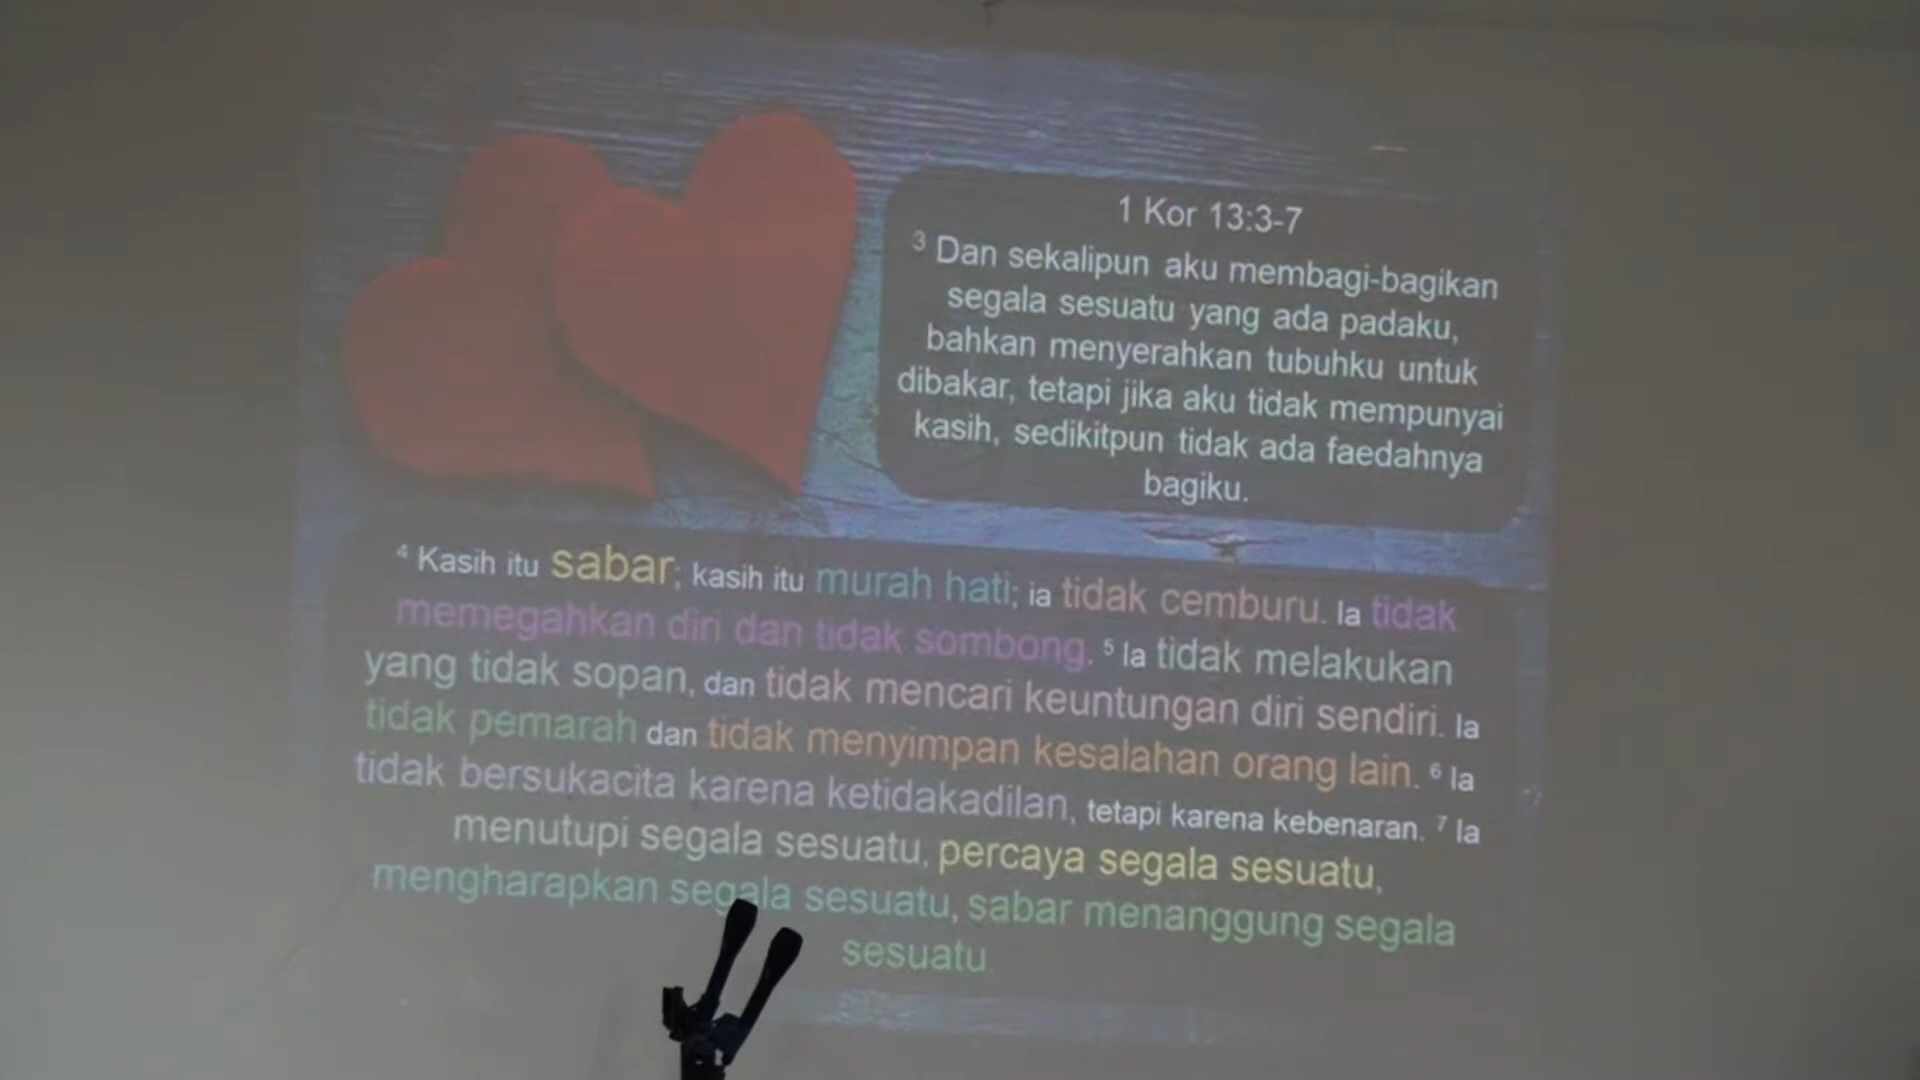 1 Kor 13:3-7
³ Dan sekalipun aku membagi-bagikan
segala sesuatu yang ada padaku,
bahkan menyerahkan tubuhku untuk
dibakar, tetapi jika aku tidak mempunyai
kasih, sedikitpun tidak ada faedahnya
bagiku.
⁴ Kasih itu sabar; kasih itu murah hati; ia tidak cemburu. Ia tidak
memegahkan diri dan tidak sombong. ⁵ Ia tidak melakukan
yang tidak sopan, dan tidak mencari keuntungan diri sendiri. Ia
tidak pemarah dan tidak menyimpan kesalahan orang lain. ⁶ Ia
tidak bersukacita karena ketidakadilan, tetapi karena kebenaran. ⁷ Ia
menutupi segala sesuatu, percaya segala sesuatu,
mengharapkan segala sesuatu, sabar menanggung segala
sesuatu.